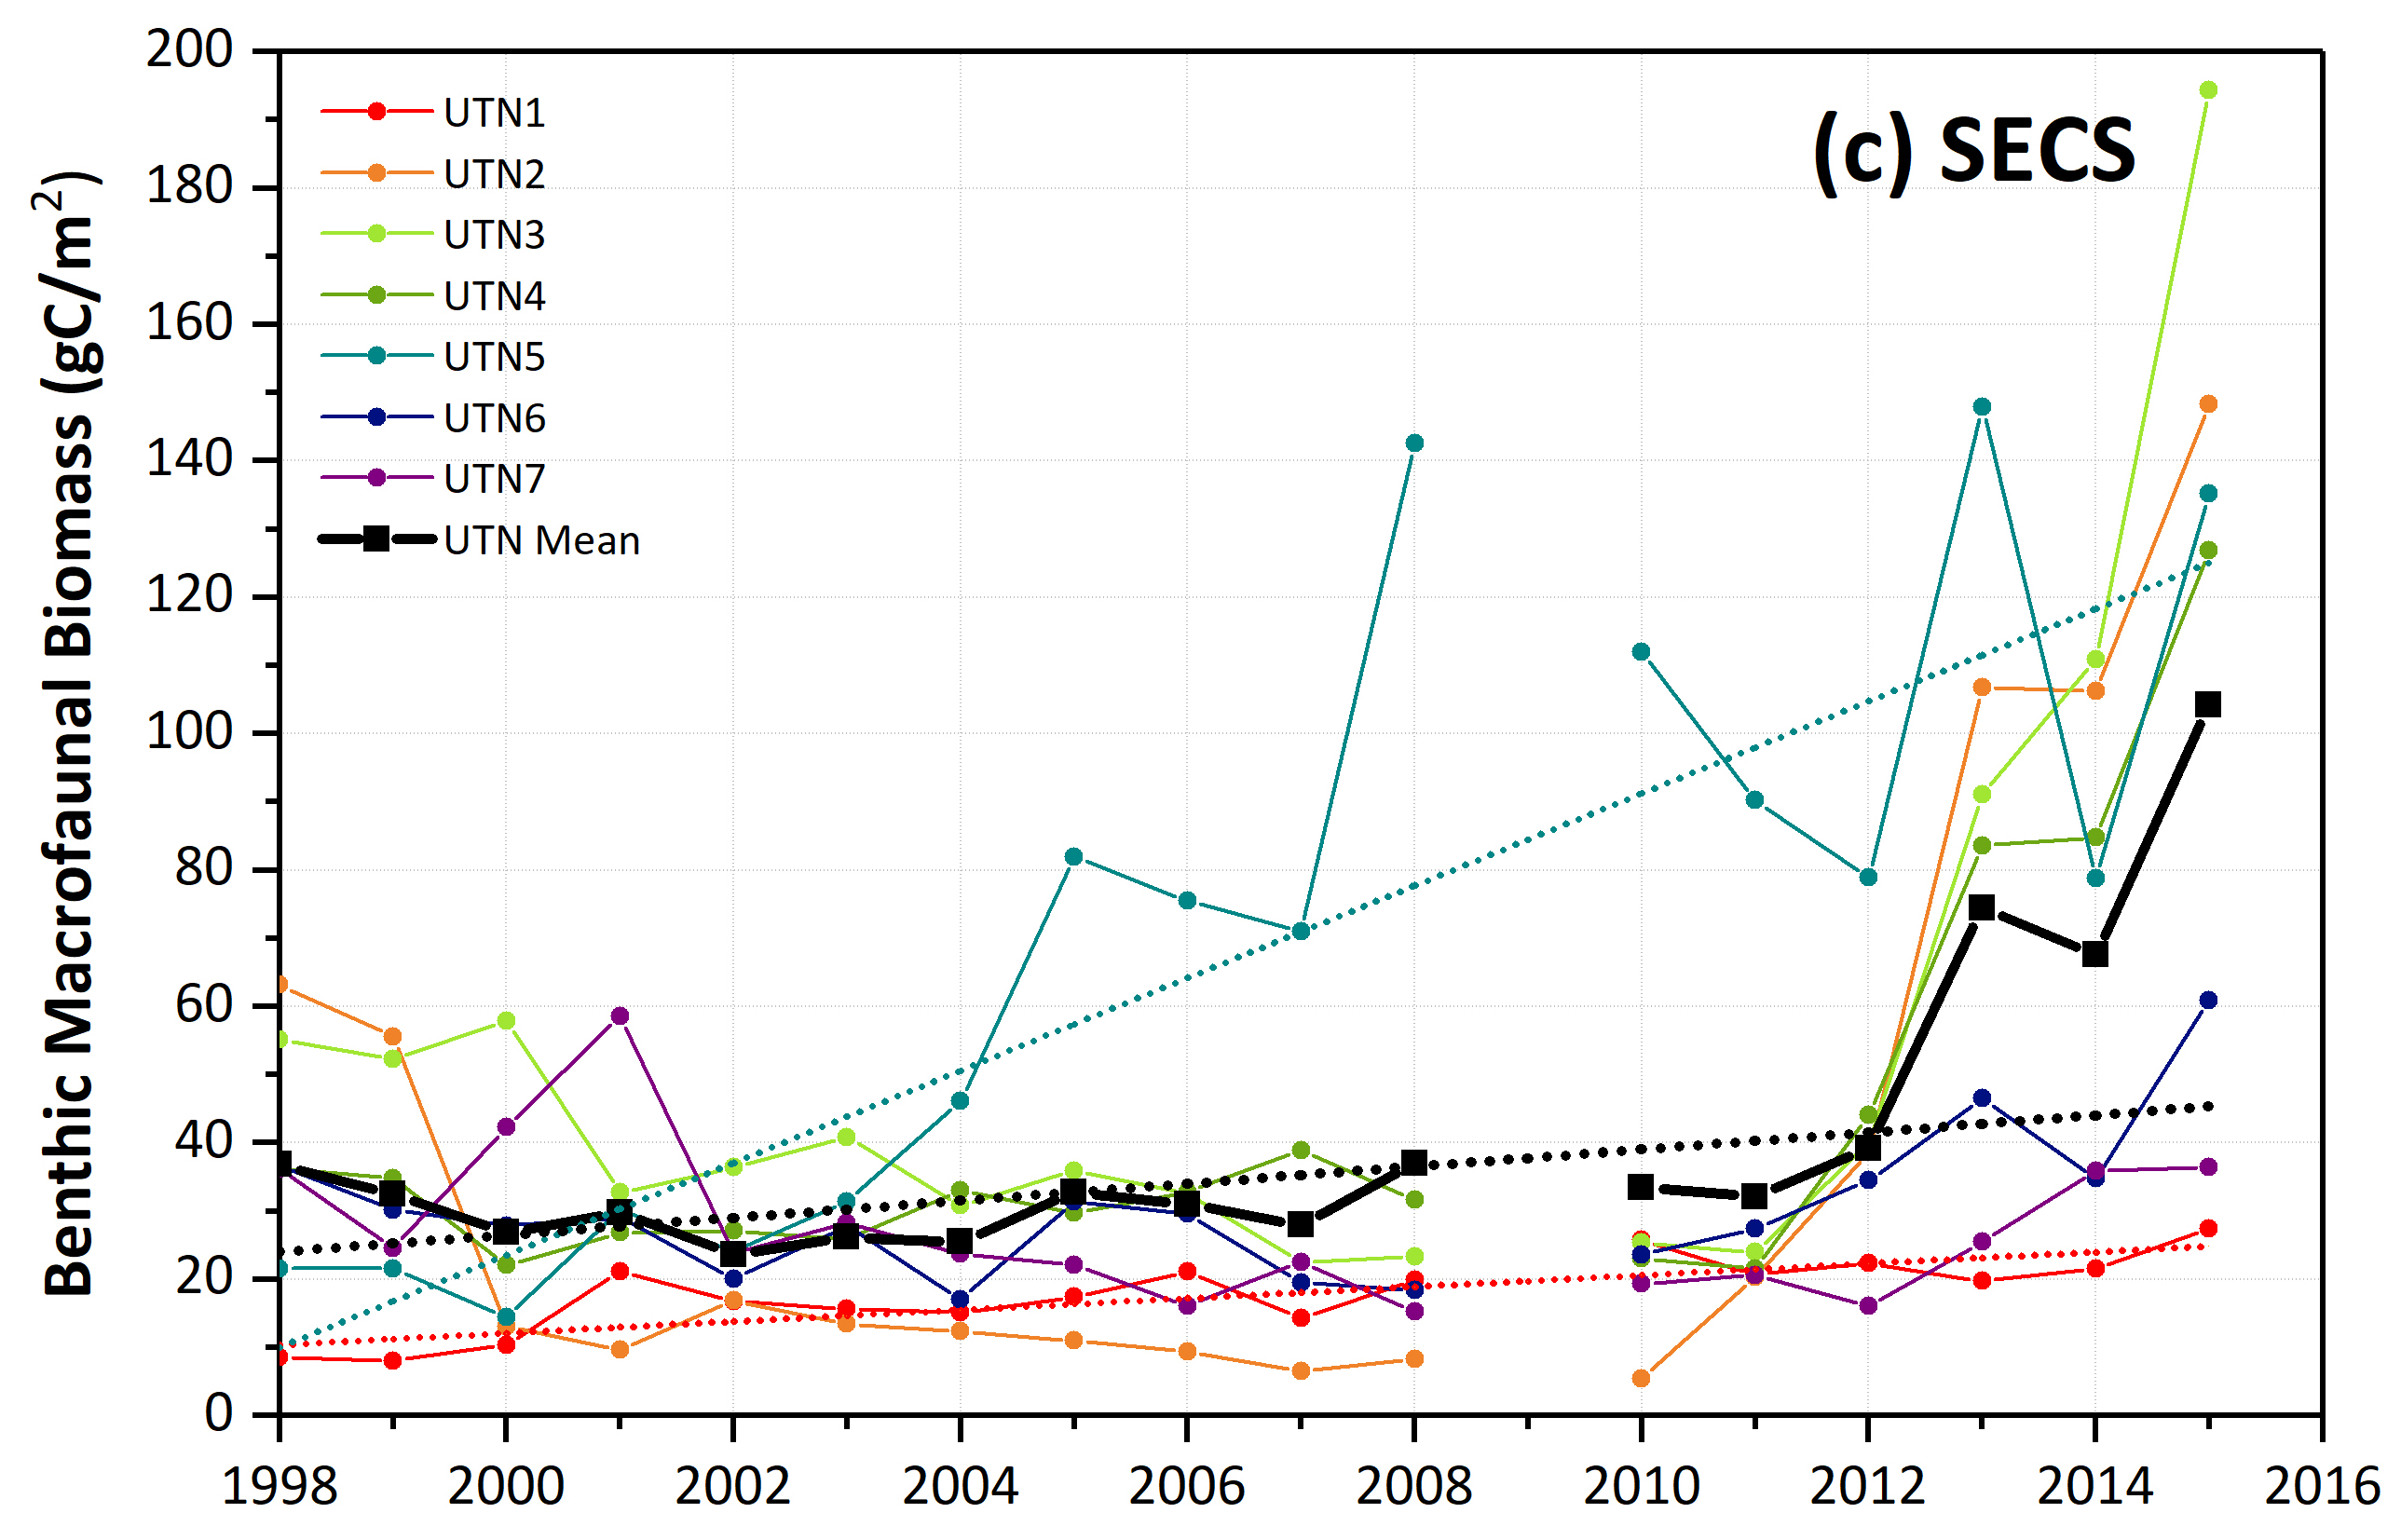 (c) SECS
UTN1
UTN2
UTN3
UTN4
UTN5
UTN6
UTN7
UTN Mean
Benthic Macrofaunal Biomass (gC/m²)
200
180
160
140
120
100
80
60
40
20
0
1998 2000 2002 2004 2006 2008 2010 2012 2014 2016